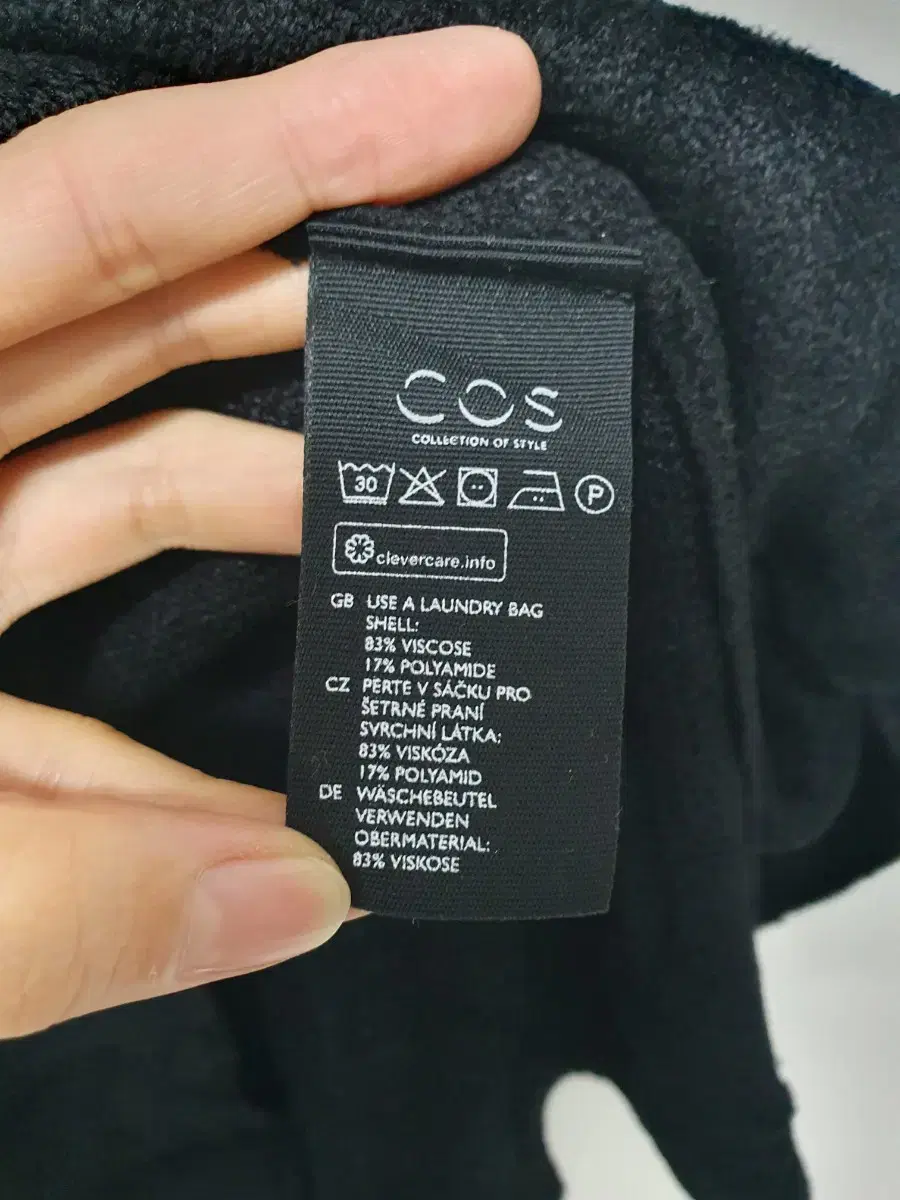 COS
COLLECTION OF STYLE
30
P
clevercare.info
GB USE A LAUNDRY BAG
SHELL:
83% VISCOSE
17% POLYAMIDE
CZ PERTE V SÁČKU PRO
ŠETRNÉ PRANÍ
SVRCHNÍ LÁTKA:
83% VISKÓZA
17% POLYAMID
DE WÄSCHEBEUTEL
VERWENDEN
OBERMATERIAL:
83% VISKOSE